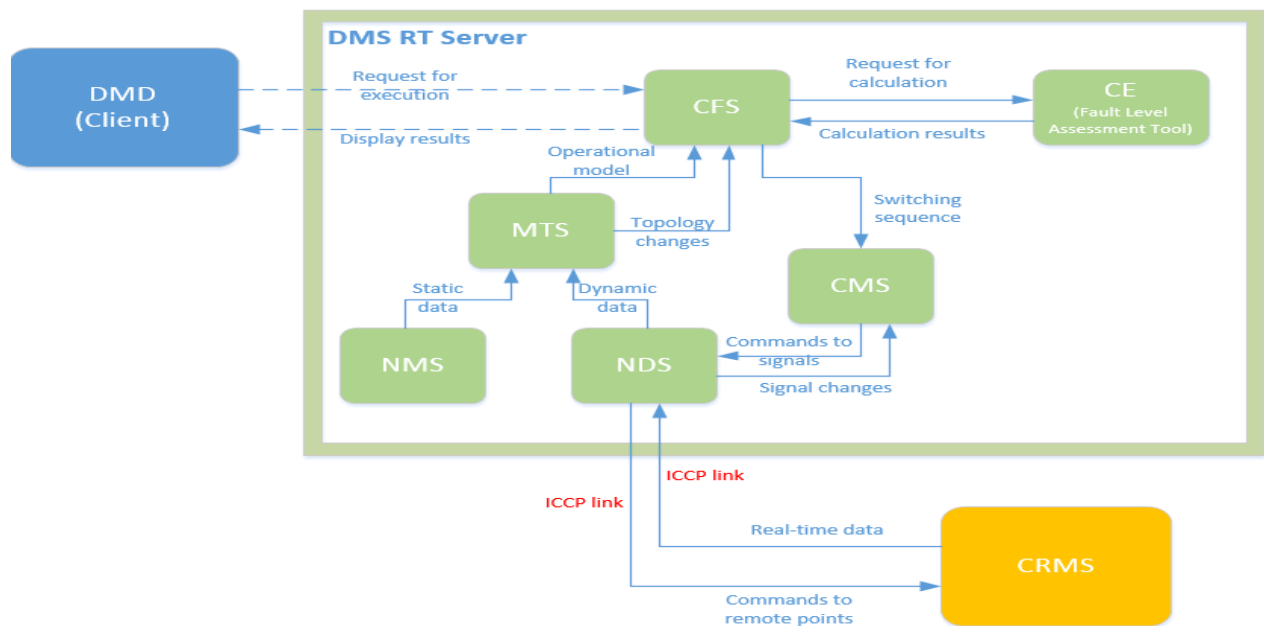 DMS RT Server
DMD
(Client)
Request for
execution
Display results
CFS
Request for
calculation
Calculation results
CE
(Fault Level
Assessment Tool)
Operational
model
MTS
Topology
changes
Switching
sequence
CMS
Static
data
Dynamic
data
NMS
NDS
Commands to
signals
Signal changes
ICCP link
ICCP link
Real-time data
CRMS
Commands to
remote points